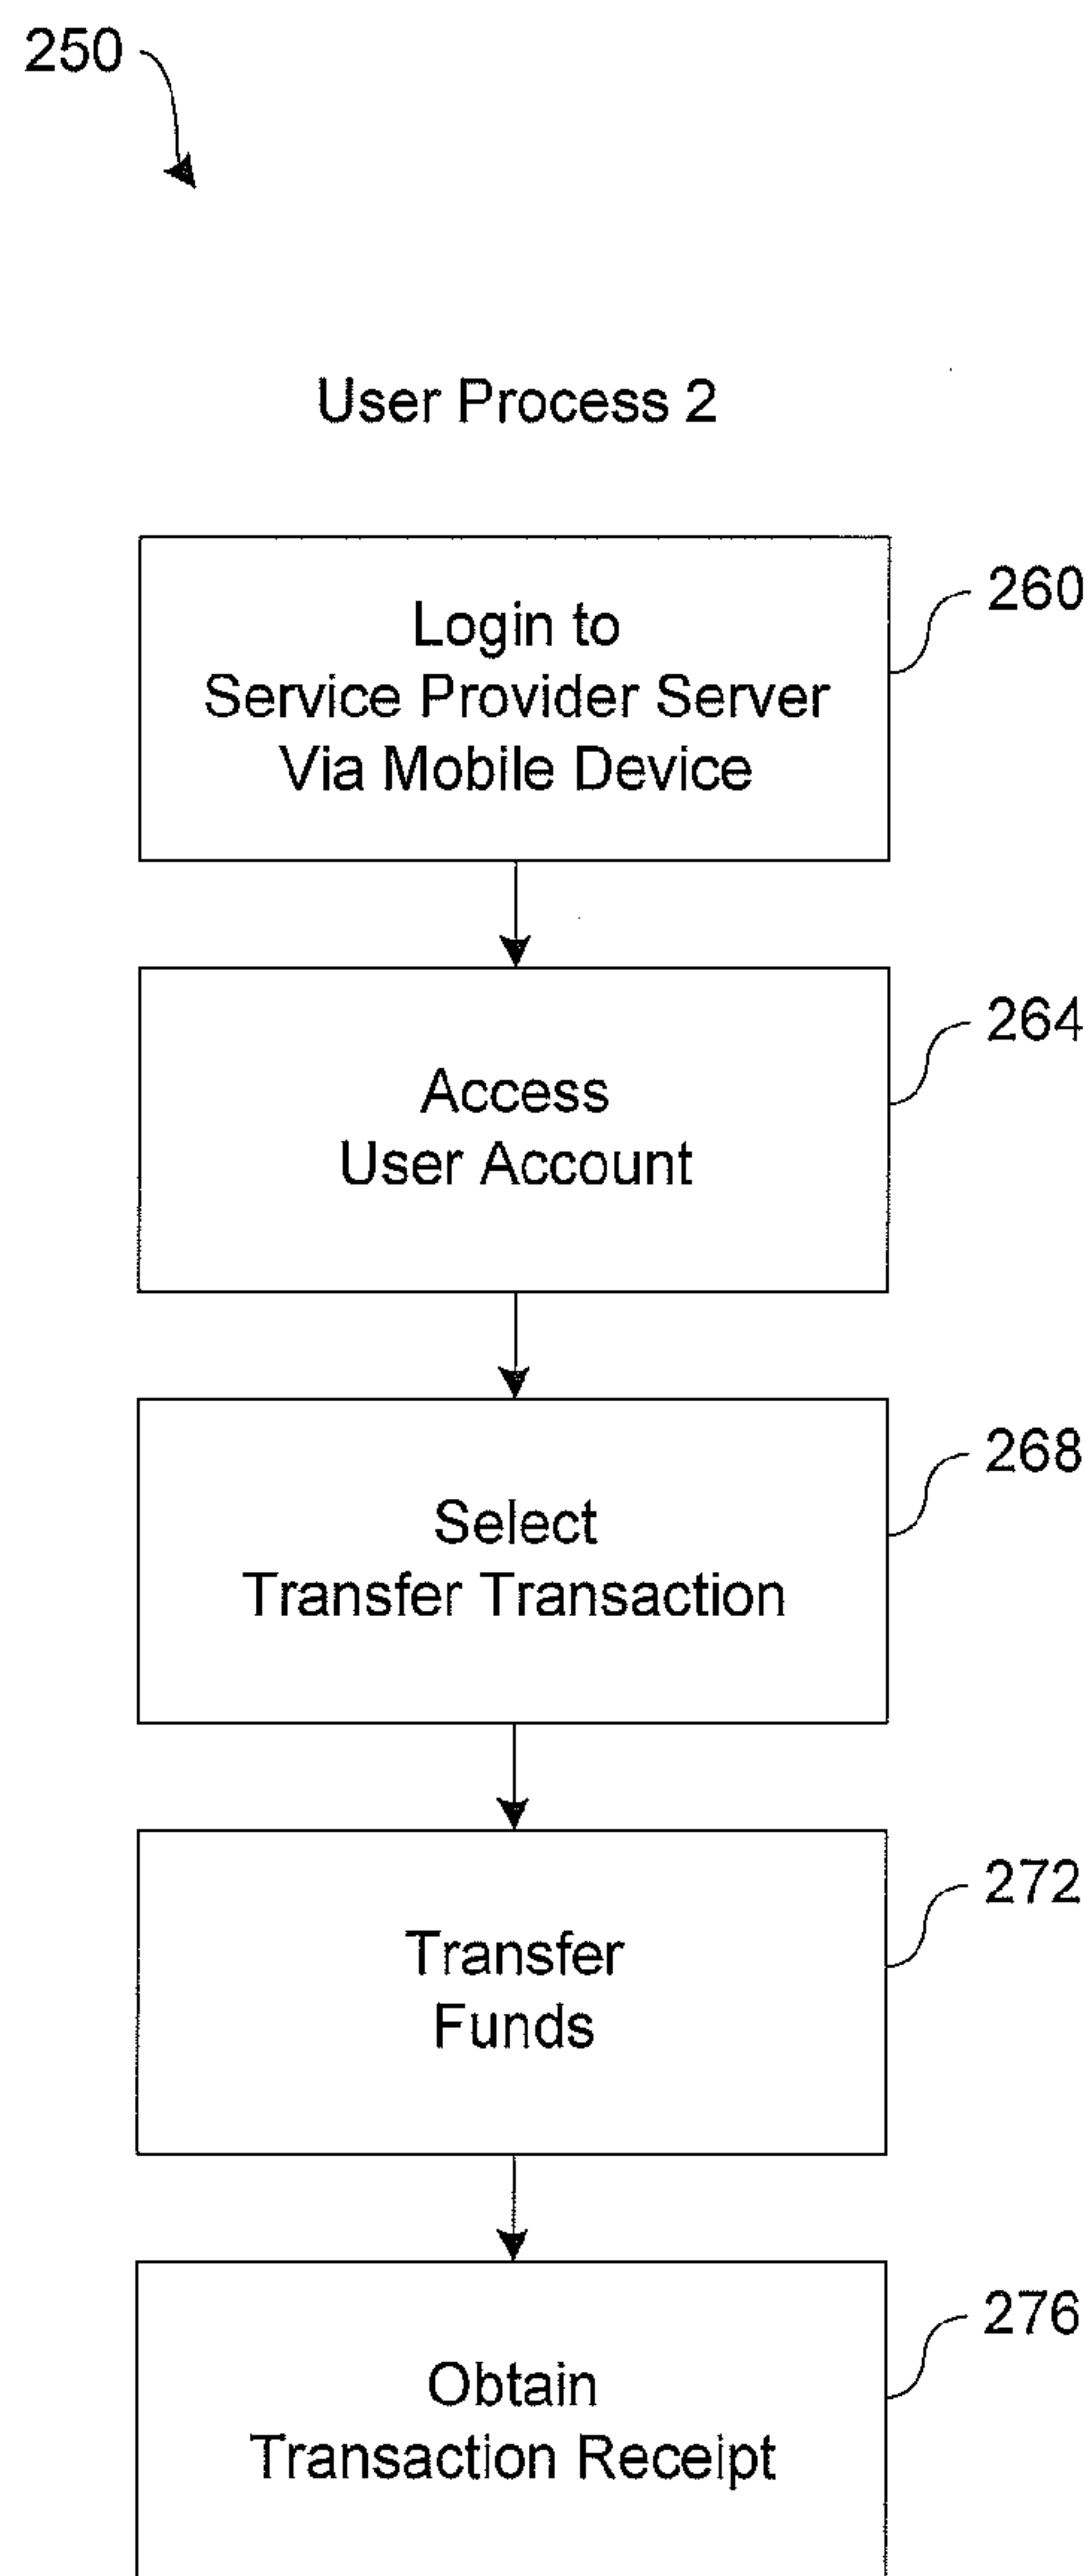 250
User Process 2
Login to
Service Provider Server
Via Mobile Device
260
Access
User Account
264
Select
Transfer Transaction
268
Transfer
Funds
272
Obtain
Transaction Receipt
276